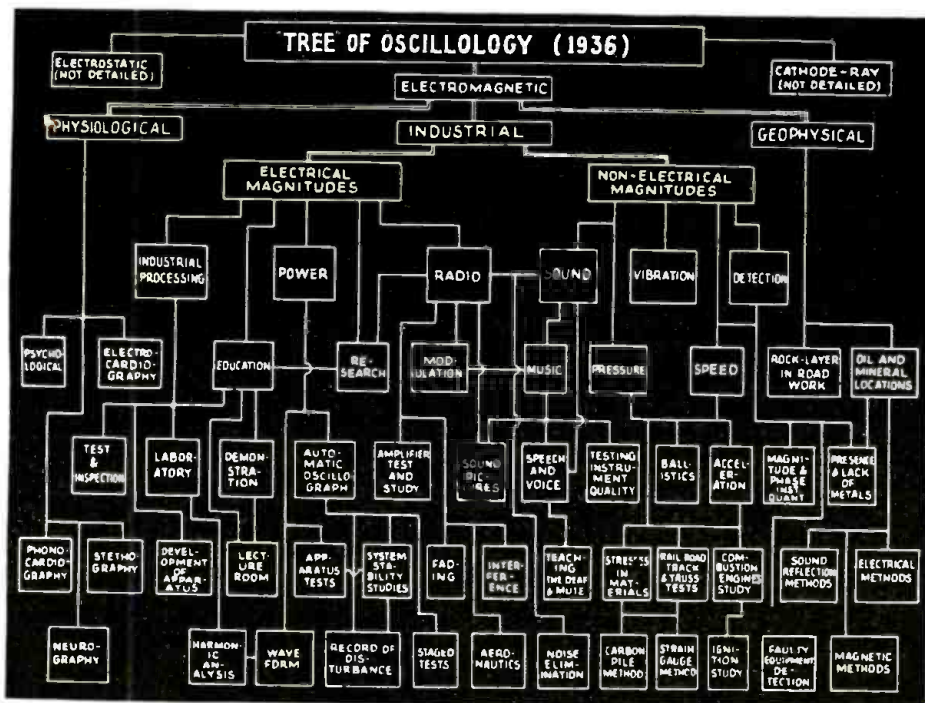 TREE OF OSCILLOLOGY (1936)
ELECTROSTATIC
(NOT DETAILED)
CATHODE-RAY
(NOT DETAILED)
ELECTROMAGNETIC
PHYSIOLOGICAL
INDUSTRIAL
GEOPHYSICAL
ELECTRICAL
MAGNITUDES
NON-ELECTRICAL
MAGNITUDES
INDUSTRIAL
PROCESSING
POWER
RADIO
SOUND
VIBRATION
DETECTION
PSYCHO-
LOGICAL
ELECTRO-
CARDIO-
GRAPHY
EDUCATION
RE-
SEARCH
MOD-
ULATION
MUSIC
PRESSURE
SPEED
ROCK-LAYER
IN ROAD
WORK
OIL AND
MINERAL
LOCATIONS
TEST
&
INSPECTION
LABOR-
ATORY
DEMON-
STRA-
TION
AUTO-
MATIC
OSCILLO
GRAPH
AMPLIFIER
TEST
AND
STUDY
SOUND
PIC-
TURES
SPEECH
AND
VOICE
TESTING
INSTRU-
MENT
QUALITY
BALL-
ISTICS
ACCEL-
ER-
ATION
MAGNI-
TUDE &
PHASE
INST
QUANT
PRESENCE
& LACK
OF
METALS
PHONO-
CARDIO-
GRAPHY
STETHO-
GRAPHY
DEVEL-
OPMENT
OF
APPAR-
ATUS
LECT-
URE
ROOM
APP-
ARATUS
TESTS
SYSTEM
STA-
BILITY
STUDIES
FAD-
ING
INTER-
FER-
ENCE
TEACH-
ING
THE DEAF
& MUTE
STRESSES
IN
MAT-
ERIALS
RAIL ROAD
TRACK
& TRUSS
TESTS
COM-
BUSTION
ENGINES
STUDY
SOUND
REFLECTION
METHODS
ELECTRICAL
METHODS
NEURO-
GRAPHY
HARMON-
IC AN-
ALYSIS
WAVE
FORM
RECORD OF
DIS-
TURBANCE
STAGED
TESTS
AER-
ONAUTICS
NOISE
ELIM-
INATION
CARBON
PILE
METHOD
STRAIN
GAUGE
METHOD
IGNI-
TION
STUDY
FAULTY
EQUIPMENT
DE-
TECTION
MAGNETIC
METHODS